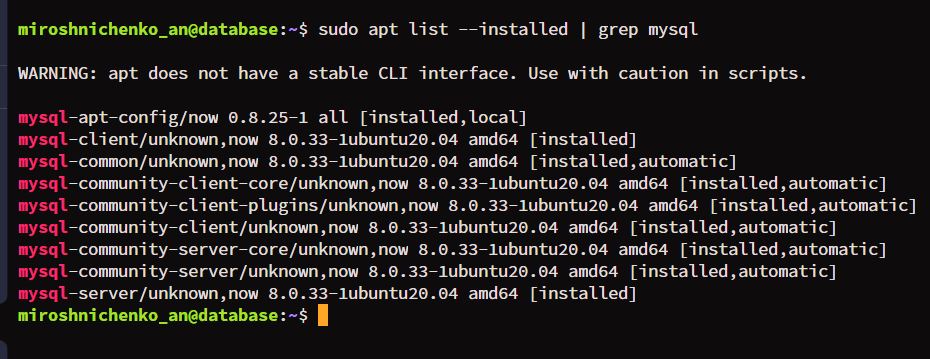 miroshnichenko_an@database:~$ sudo apt list --installed | grep mysql
WARNING: apt does not have a stable CLI interface. Use with caution in scripts.
mysql-apt-config/now 0.8.25-1 all [installed,local]
mysql-client/unknown,now 8.0.33-1ubuntu20.04 amd64 [installed]
mysql-common/unknown,now 8.0.33-1ubuntu20.04 amd64 [installed,automatic]
mysql-community-client-core/unknown,now 8.0.33-1ubuntu20.04 amd64 [installed,automatic]
mysql-community-client-plugins/unknown,now 8.0.33-1ubuntu20.04 amd64 [installed,automatic]
mysql-community-client/unknown,now 8.0.33-1ubuntu20.04 amd64 [installed,automatic]
mysql-community-server-core/unknown,now 8.0.33-1ubuntu20.04 amd64 [installed,automatic]
mysql-community-server/unknown,now 8.0.33-1ubuntu20.04 amd64 [installed,automatic]
mysql-server/unknown,now 8.0.33-1ubuntu20.04 amd64 [installed]
miroshnichenko_an@database:~$